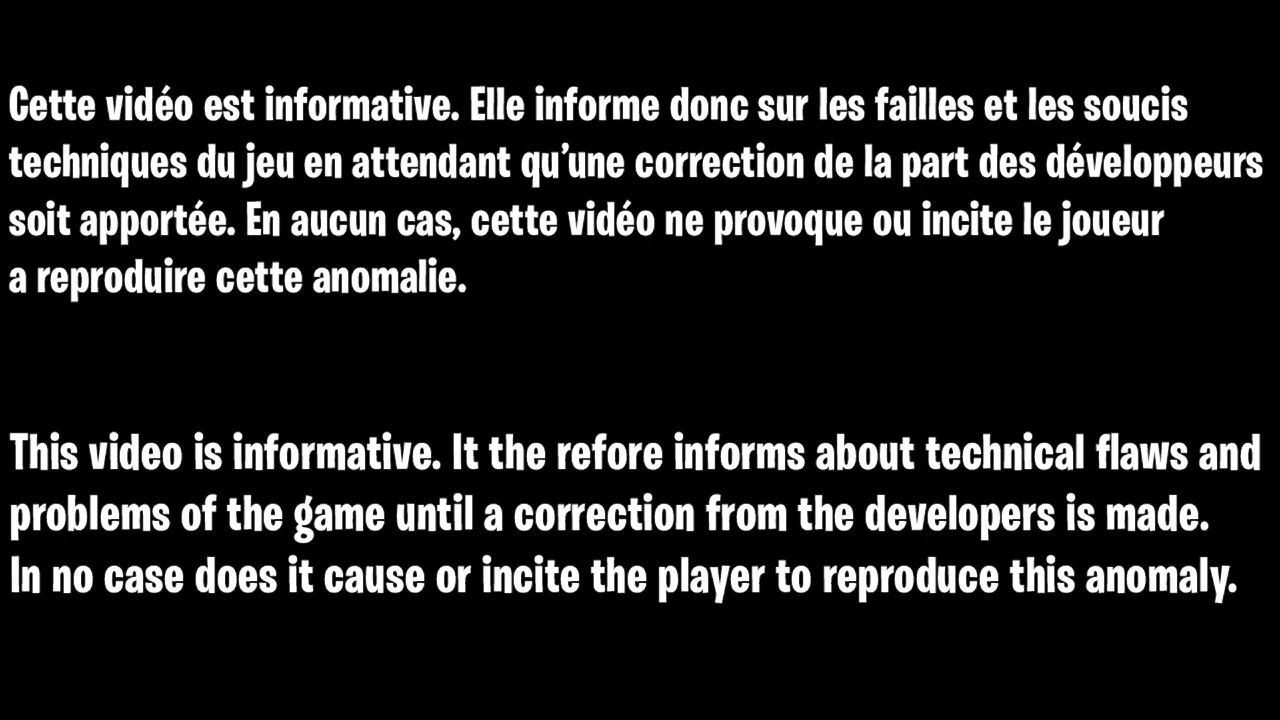 Cette vidéo est informative. Elle informe donc sur les failles et les soucis
techniques du jeu en attendant qu’une correction de la part des développeurs
soit apportée. En aucun cas, cette vidéo ne provoque ou incite le joueur
a reproduire cette anomalie.
This video is informative. It the refore informs about technical flaws and
problems of the game until a correction from the developers is made.
In no case does it cause or incite the player to reproduce this anomaly.